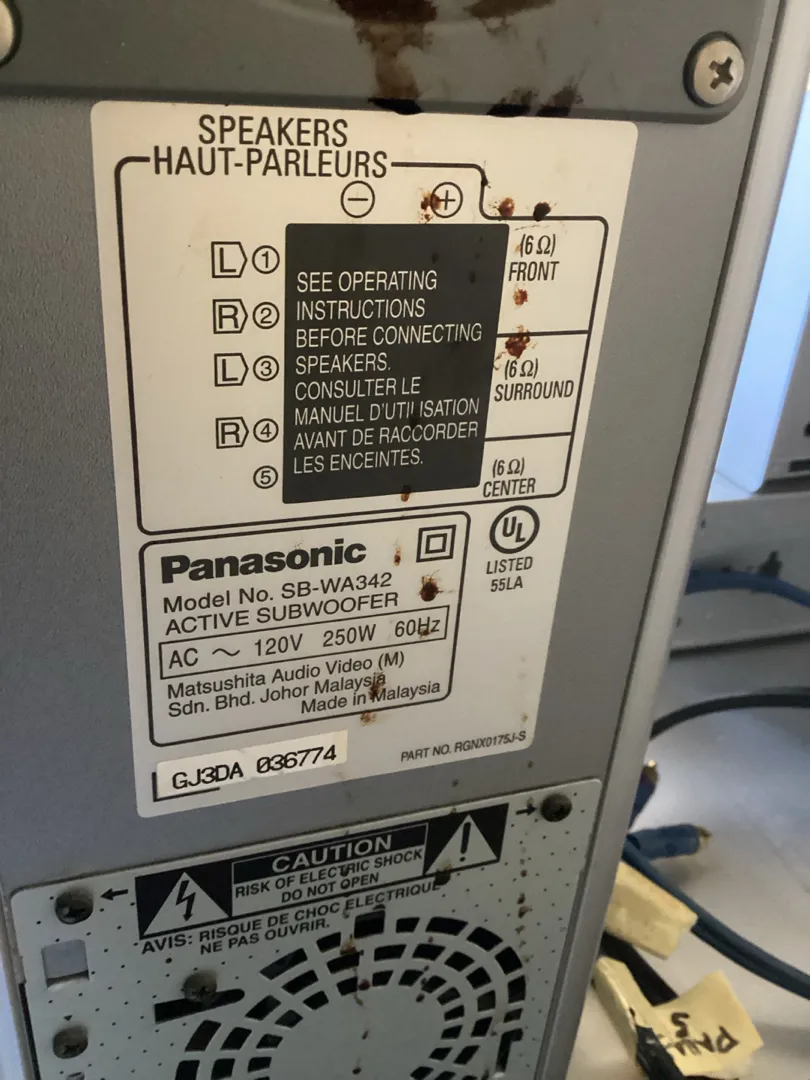 SPEAKERS
HAUT-PARLEURS
⊖ ⊕
L ①
R ②
L ③
R ④
⑤
SEE OPERATING
INSTRUCTIONS
BEFORE CONNECTING
SPEAKERS.
CONSULTER LE
MANUEL D'UTILISATION
AVANT DE RACCORDER
LES ENCEINTES.
(6 Ω)
FRONT
(6 Ω)
SURROUND
(6 Ω)
CENTER
UL
LISTED
55LA
Panasonic
Model No. SB-WA342
ACTIVE SUBWOOFER
AC ~ 120V 250W 60Hz
Matsushita Audio Video (M)
Sdn. Bhd. Johor Malaysia
Made in Malaysia
GJ3DA 036774
PART NO. RGNX0175J-S
CAUTION
RISK OF ELECTRIC SHOCK
DO NOT OPEN
AVIS: RISQUE DE CHOC ELECTRIQUE
NE PAS OUVRIR.